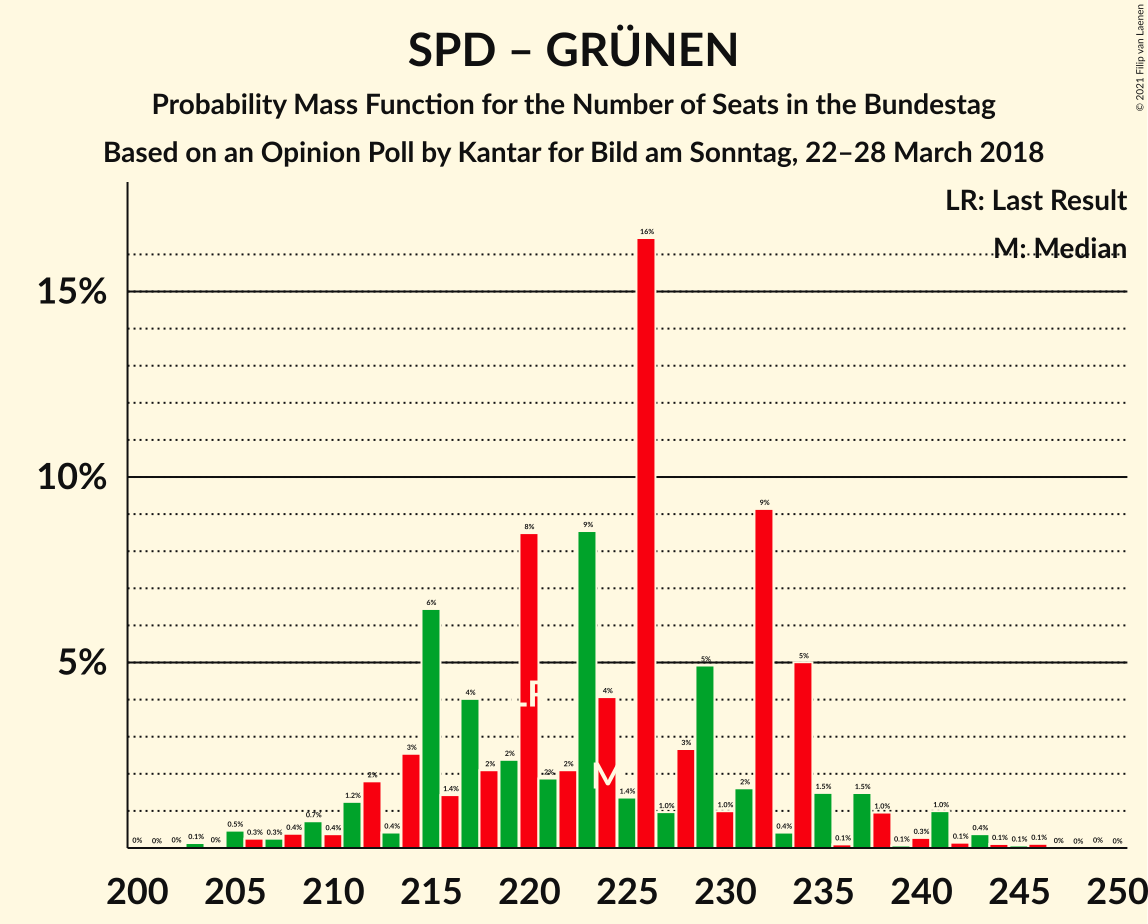 SPD – GRÜNEN
Probability Mass Function for the Number of Seats in the Bundestag
Based on an Opinion Poll by Kantar for Bild am Sonntag, 22–28 March 2018
© 2021 Filip van Laenen
LR: Last Result
M: Median
15%
10%
5%
0% 0% 0% 0.1% 0% 0.5% 0.3% 0.3% 0.4% 0.7% 0.4% 1.2% 2% 0.4% 3% 6% 1.4% 4% 2% 2% 8% 2% 2% 9% 4% 1.4% 16% 1.0% 3% 5% 1.0% 2% 9% 0.4% 5% 1.5% 0.1% 1.5% 1.0% 0.1% 0.3% 1.0% 0.1% 0.4% 0.1% 0.1% 0.1% 0% 0% 0% 0%
LR
M
200 205 210 215 220 225 230 235 240 245 250